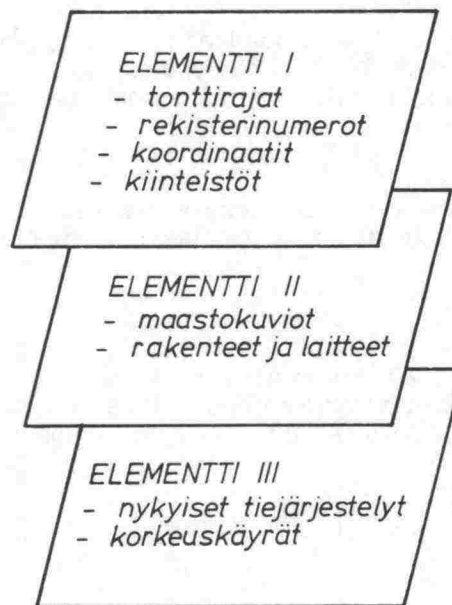 ELEMENTTI I
- tonttirajat
- rekisterinumerot
- koordinaatit
- kiinteistöt
ELEMENTTI II
- maastokuviot
- rakenteet ja laitteet
ELEMENTTI III
- nykyiset tiejärjestelyt
- korkeuskäyrät